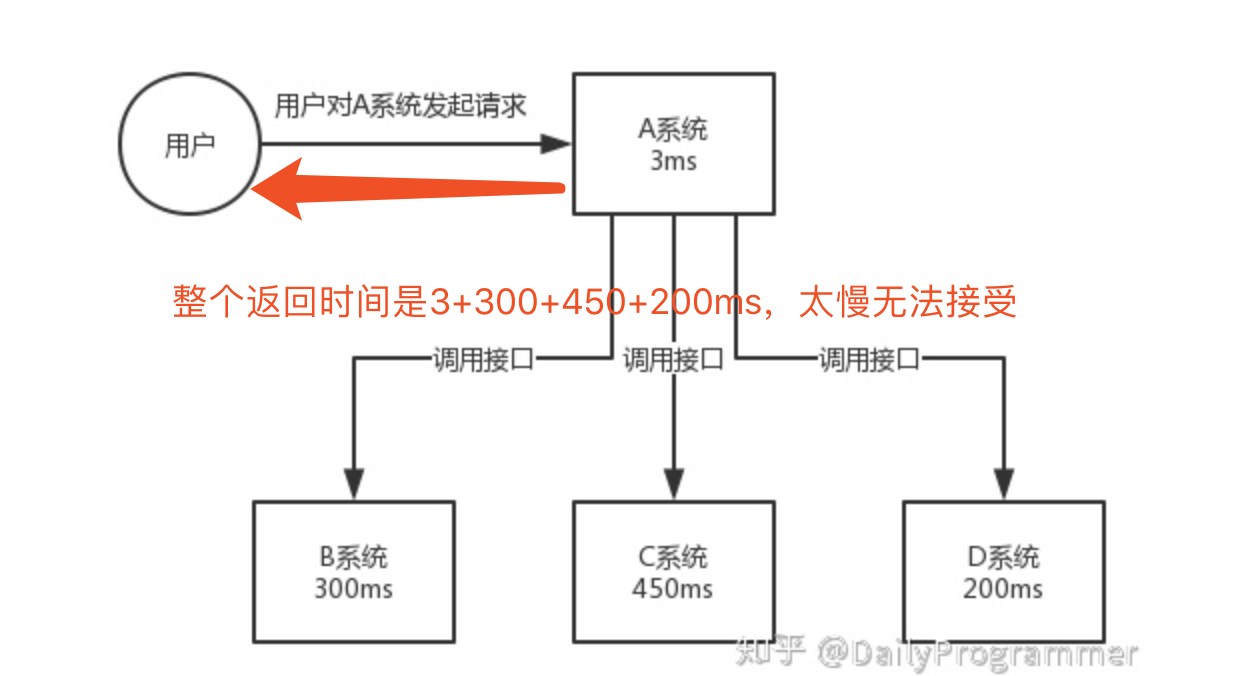 用户对A系统发起请求
用户
A系统
3ms
整个返回时间是3+300+450+200ms，太慢无法接受
调用接口
调用接口
调用接口
B系统
300ms
C系统
450ms
D系统
200ms
知乎 @DailyProgrammer